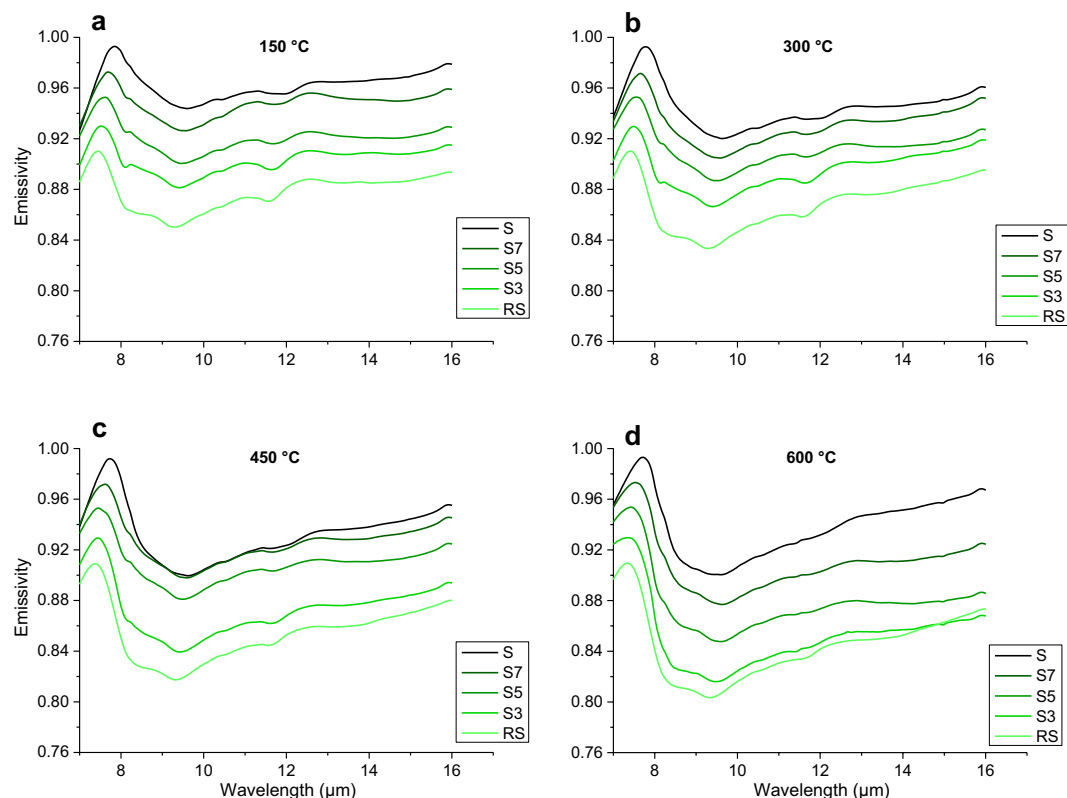 a
150 °C
1.00
0.96
0.92
0.88
0.84
0.80
0.76
Emissivity
S
S7
S5
S3
RS
8
10
12
14
16
b
300 °C
1.00
0.96
0.92
0.88
0.84
0.80
0.76
S
S7
S5
S3
RS
8
10
12
14
16
c
450 °C
1.00
0.96
0.92
0.88
0.84
0.80
0.76
Emissivity
S
S7
S5
S3
RS
8
10
12
14
16
Wavelength (µm)
d
600 °C
1.00
0.96
0.92
0.88
0.84
0.80
0.76
S
S7
S5
S3
RS
8
10
12
14
16
Wavelength (µm)